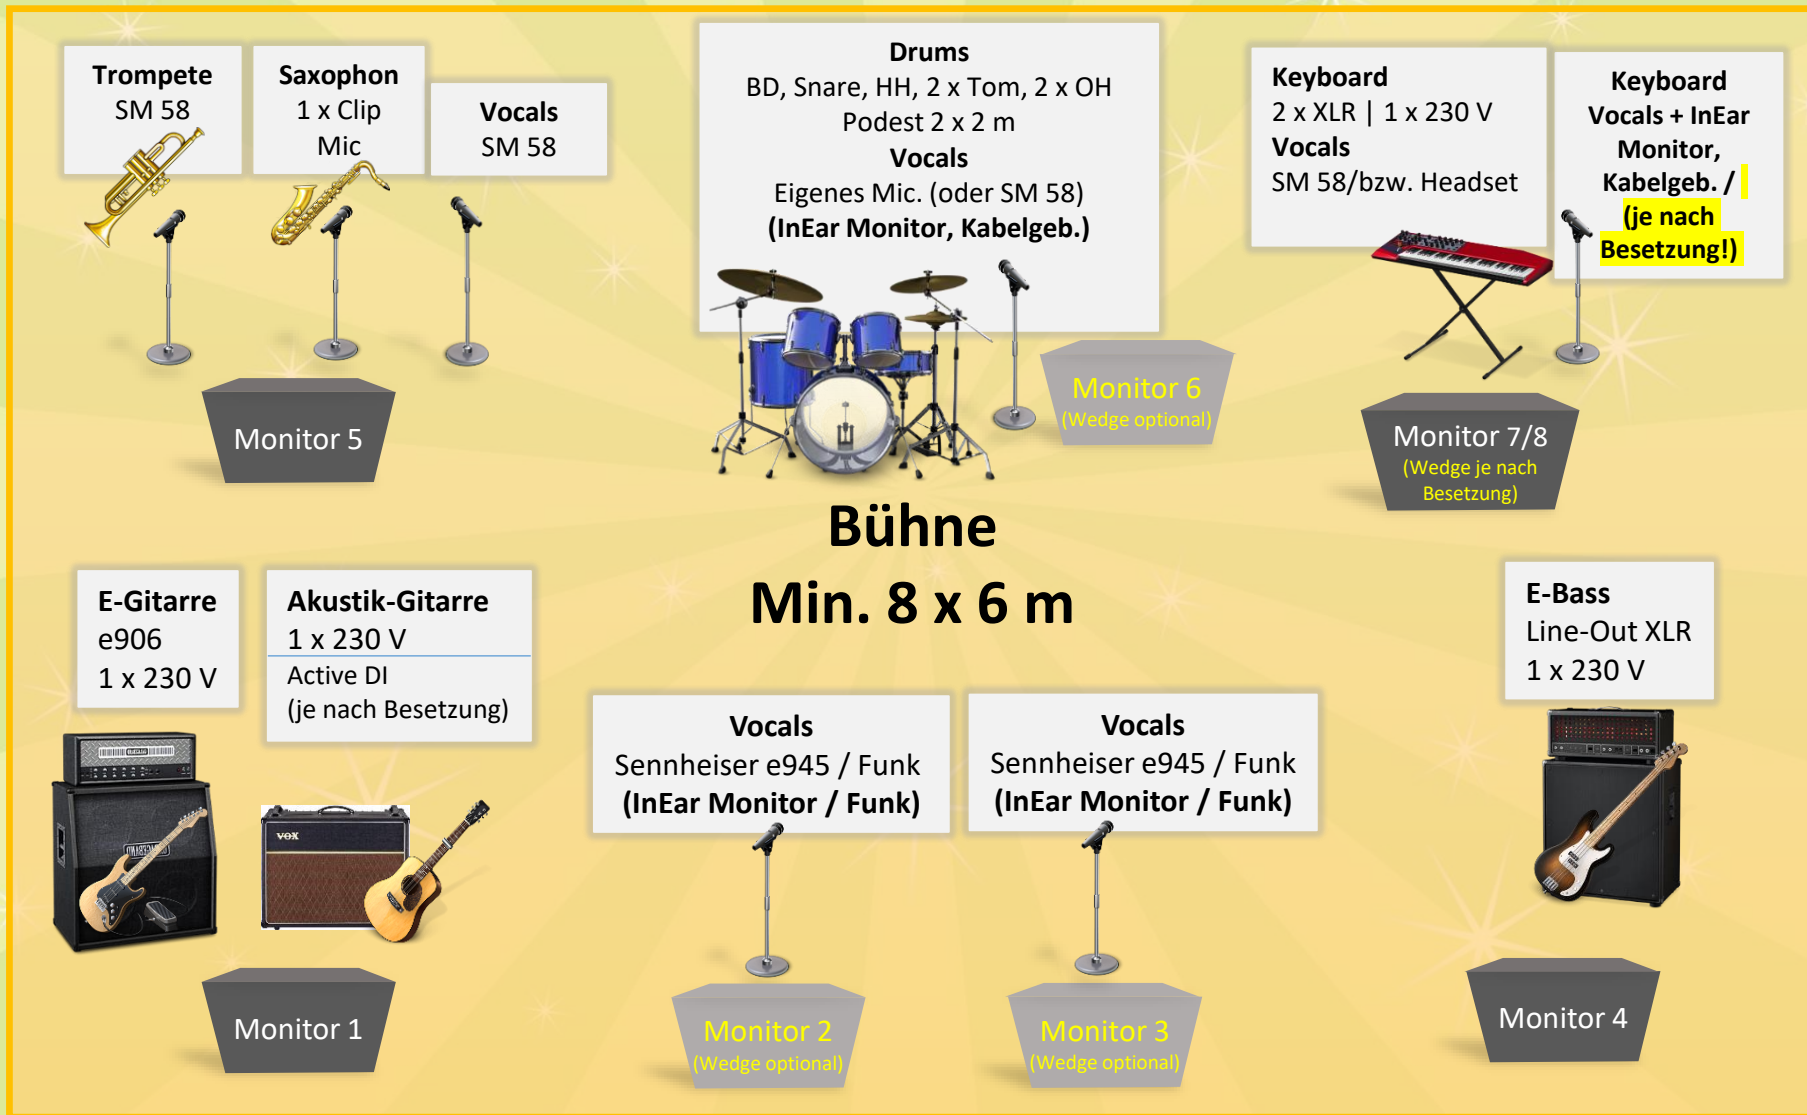 Trompete
SM 58
Saxophon
1 x Clip
Mic
Vocals
SM 58
Drums
BD, Snare, HH, 2 x Tom, 2 x OH
Podest 2 x 2 m
Vocals
Eigenes Mic. (oder SM 58)
(InEar Monitor, Kabelgeb.)
Keyboard
2 x XLR | 1 x 230 V
Vocals
SM 58/bzw. Headset
Keyboard
Vocals + InEar
Monitor,
Kabelgeb. /
(je nach
Besetzung!)
Monitor 5
Monitor 6
(Wedge optional)
Monitor 7/8
(Wedge je nach
Besetzung)
Bühne
Min. 8 x 6 m
E-Gitarre
e906
1 x 230 V
Akustik-Gitarre
1 x 230 V
Active DI
(je nach Besetzung)
Vocals
Sennheiser e945 / Funk
(InEar Monitor / Funk)
Vocals
Sennheiser e945 / Funk
(InEar Monitor / Funk)
E-Bass
Line-Out XLR
1 x 230 V
VOX
Monitor 1
Monitor 2
(Wedge optional)
Monitor 3
(Wedge optional)
Monitor 4